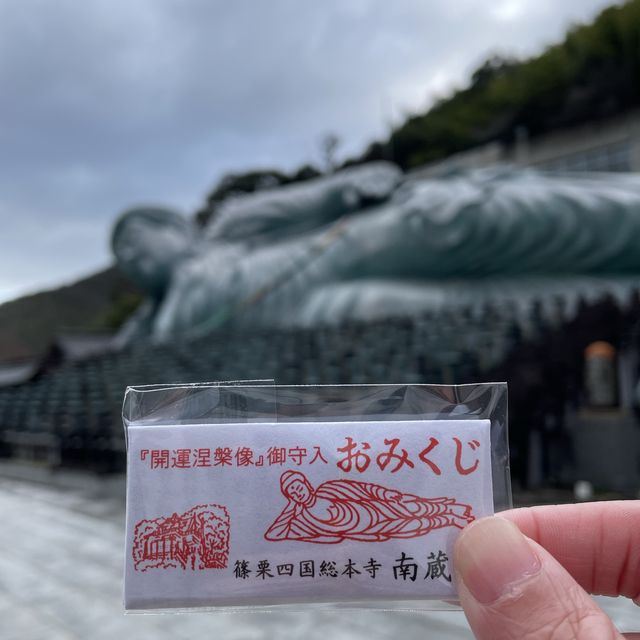 『開運涅槃像』御守入 おみくじ
篠栗四国総本寺 南蔵